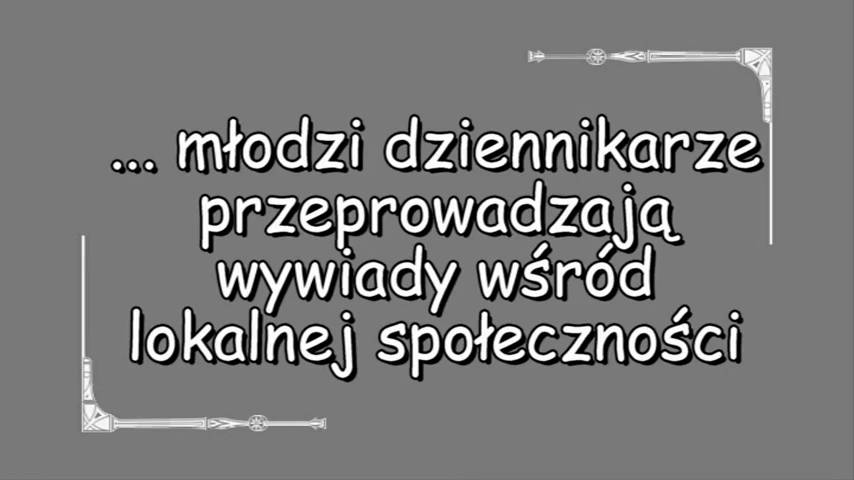 ... młodzi dziennikarze
przeprowadzają
wywiady wśród
lokalnej społeczności